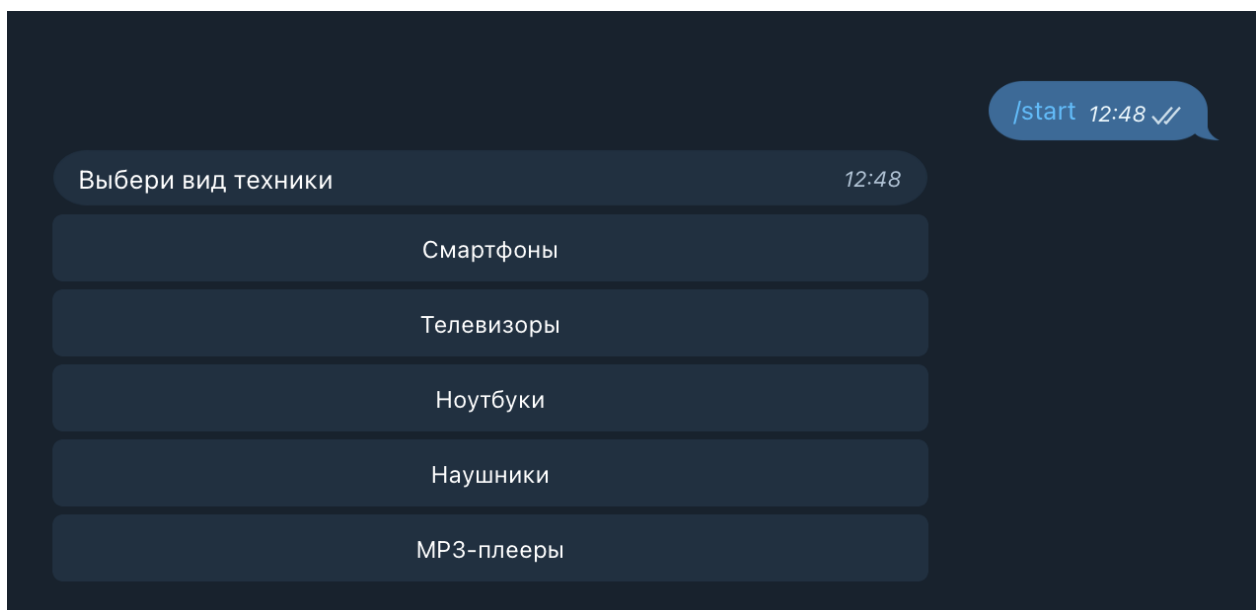 /start 12:48
Выбери вид техники 12:48
Смартфоны
Телевизоры
Ноутбуки
Наушники
MP3-плееры